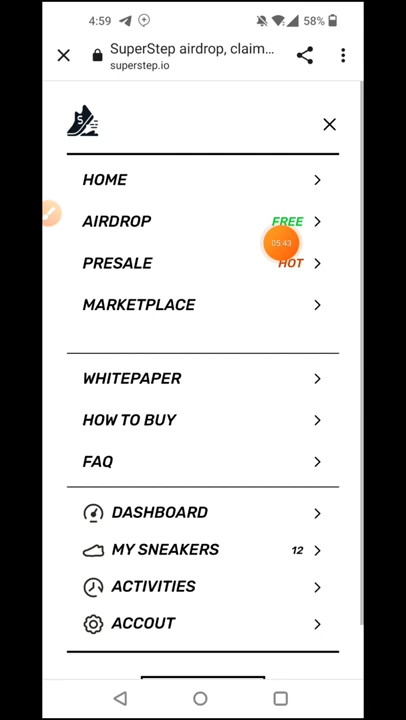 4:59 58%
SuperStep airdrop, claim...
superstep.io
S
HOME
AIRDROP FREE
05:43
PRESALE HOT
MARKETPLACE
WHITEPAPER
HOW TO BUY
FAQ
DASHBOARD
MY SNEAKERS 12
ACTIVITIES
ACCOUT